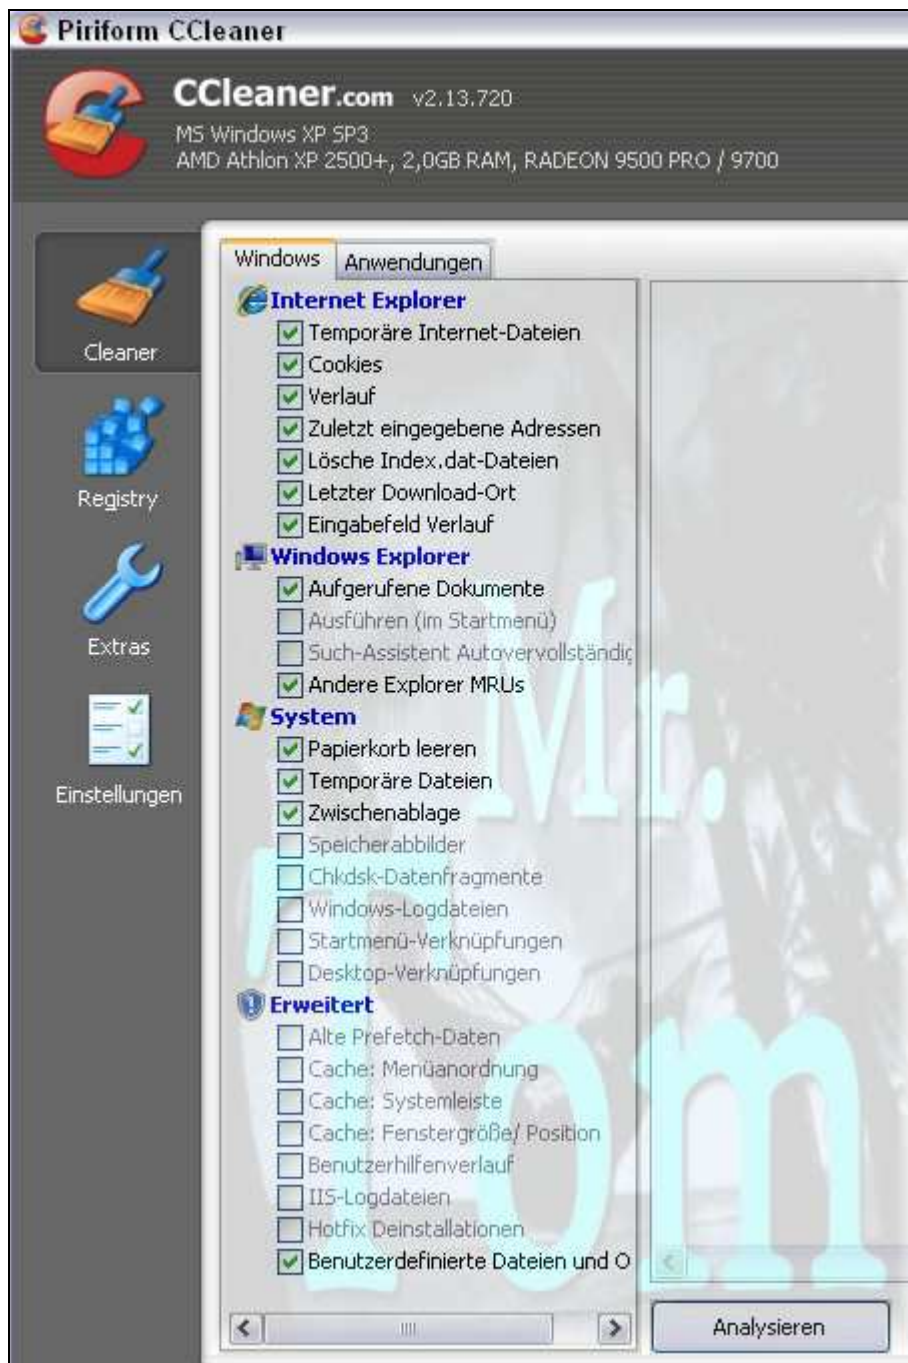 Piriform CCleaner
CCleaner.com v2.13.720
MS Windows XP SP3
AMD Athlon XP 2500+, 2,0GB RAM, RADEON 9500 PRO / 9700
Cleaner
Registry
Extras
Einstellungen
Windows Anwendungen
Internet Explorer
Temporäre Internet-Dateien
Cookies
Verlauf
Zuletzt eingegebene Adressen
Lösche Index.dat-Dateien
Letzter Download-Ort
Eingabefeld Verlauf
Windows Explorer
Aufgerufene Dokumente
Ausführen (im Startmenü)
Such-Assistent Autovervollständig
Andere Explorer MRUs
System
Papierkorb leeren
Temporäre Dateien
Zwischenablage
Speicherabbilder
Chkdsk-Datenfragmente
Windows-Logdateien
Startmenü-Verknüpfungen
Desktop-Verknüpfungen
Erweitert
Alte Prefetch-Daten
Cache: Menüanordnung
Cache: Systemleiste
Cache: Fenstergröße/ Position
Benutzerhilfenverlauf
IIS-Logdateien
Hotfix Deinstallationen
Benutzerdefinierte Dateien und O
Mr.
Tom
Analysieren